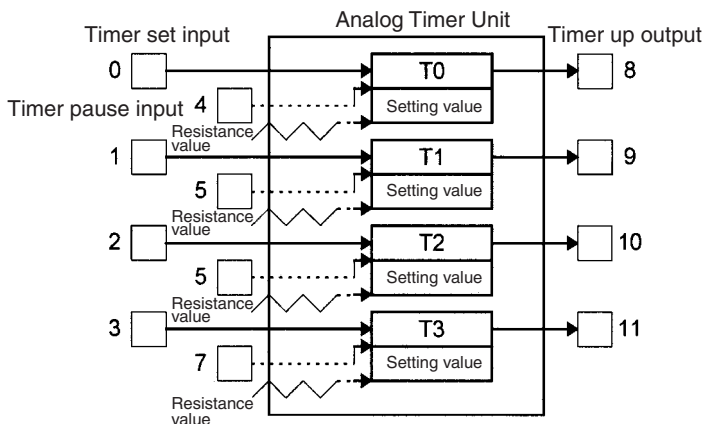 Analog Timer Unit
Timer set input
Timer up output
0
T0
8
Timer pause input
4
Setting value
Resistance
value
1
T1
9
5
Setting value
Resistance
value
2
T2
10
5
Setting value
Resistance
value
3
T3
11
7
Setting value
Resistance
value